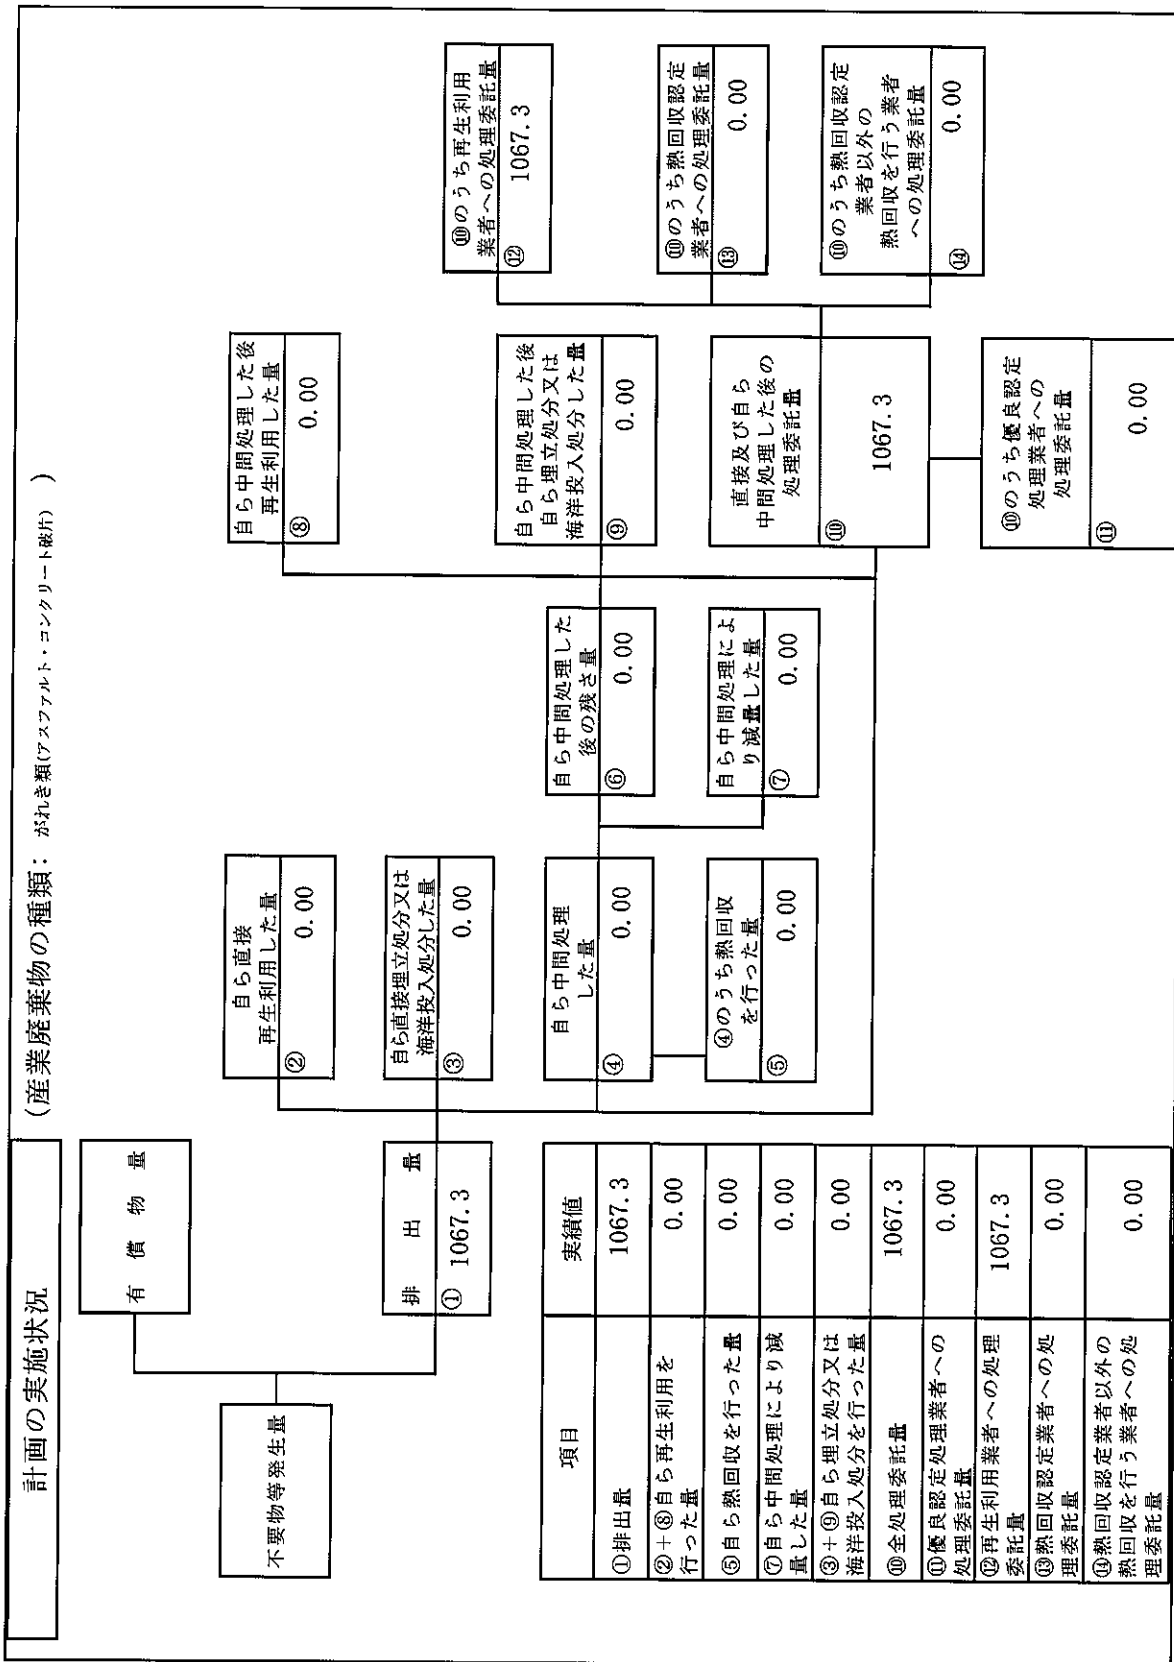 計画の実施状況
(産業廃棄物の種類： がれき類(アスファルト・コンクリート破片) )
不要物等発生量
有 償 物 量
排 出 量
① 1067.3
自ら直接
再生利用した量
② 0.00
自ら直接埋立処分又は
海洋投入処分した量
③ 0.00
自ら中間処理
した量
④ 0.00
④のうち熱回収
を行った量
⑤ 0.00
自ら中間処理した
後の残さ量
⑥ 0.00
自ら中間処理によ
り減量した量
⑦ 0.00
自ら中間処理した後
再生利用した量
⑧ 0.00
自ら中間処理した後
自ら埋立処分又は
海洋投入処分した量
⑨ 0.00
直接及び自ら
中間処理した後の
処理委託量
⑩ 1067.3
⑩のうち優良認定
処理業者への
処理委託量
⑪ 0.00
⑩のうち再生利用
業者への処理委託量
⑫ 1067.3
⑩のうち熱回収認定
業者への処理委託量
⑬ 0.00
⑩のうち熱回収認定
業者以外の
熱回収を行う業者
への処理委託量
⑭ 0.00
項目 実績値
①排出量 1067.3
②＋⑧自ら再生利用を
行った量 0.00
⑤自ら熱回収を行った量 0.00
⑦自ら中間処理により減
量した量 0.00
③＋⑨自ら埋立処分又は
海洋投入処分を行った量 0.00
⑩全処理委託量 1067.3
⑪優良認定処理業者への
処理委託量 0.00
⑫再生利用業者への処理
委託量 1067.3
⑬熱回収認定業者への処
理委託量 0.00
⑭熱回収認定業者以外の
熱回収を行う業者への処
理委託量 0.00